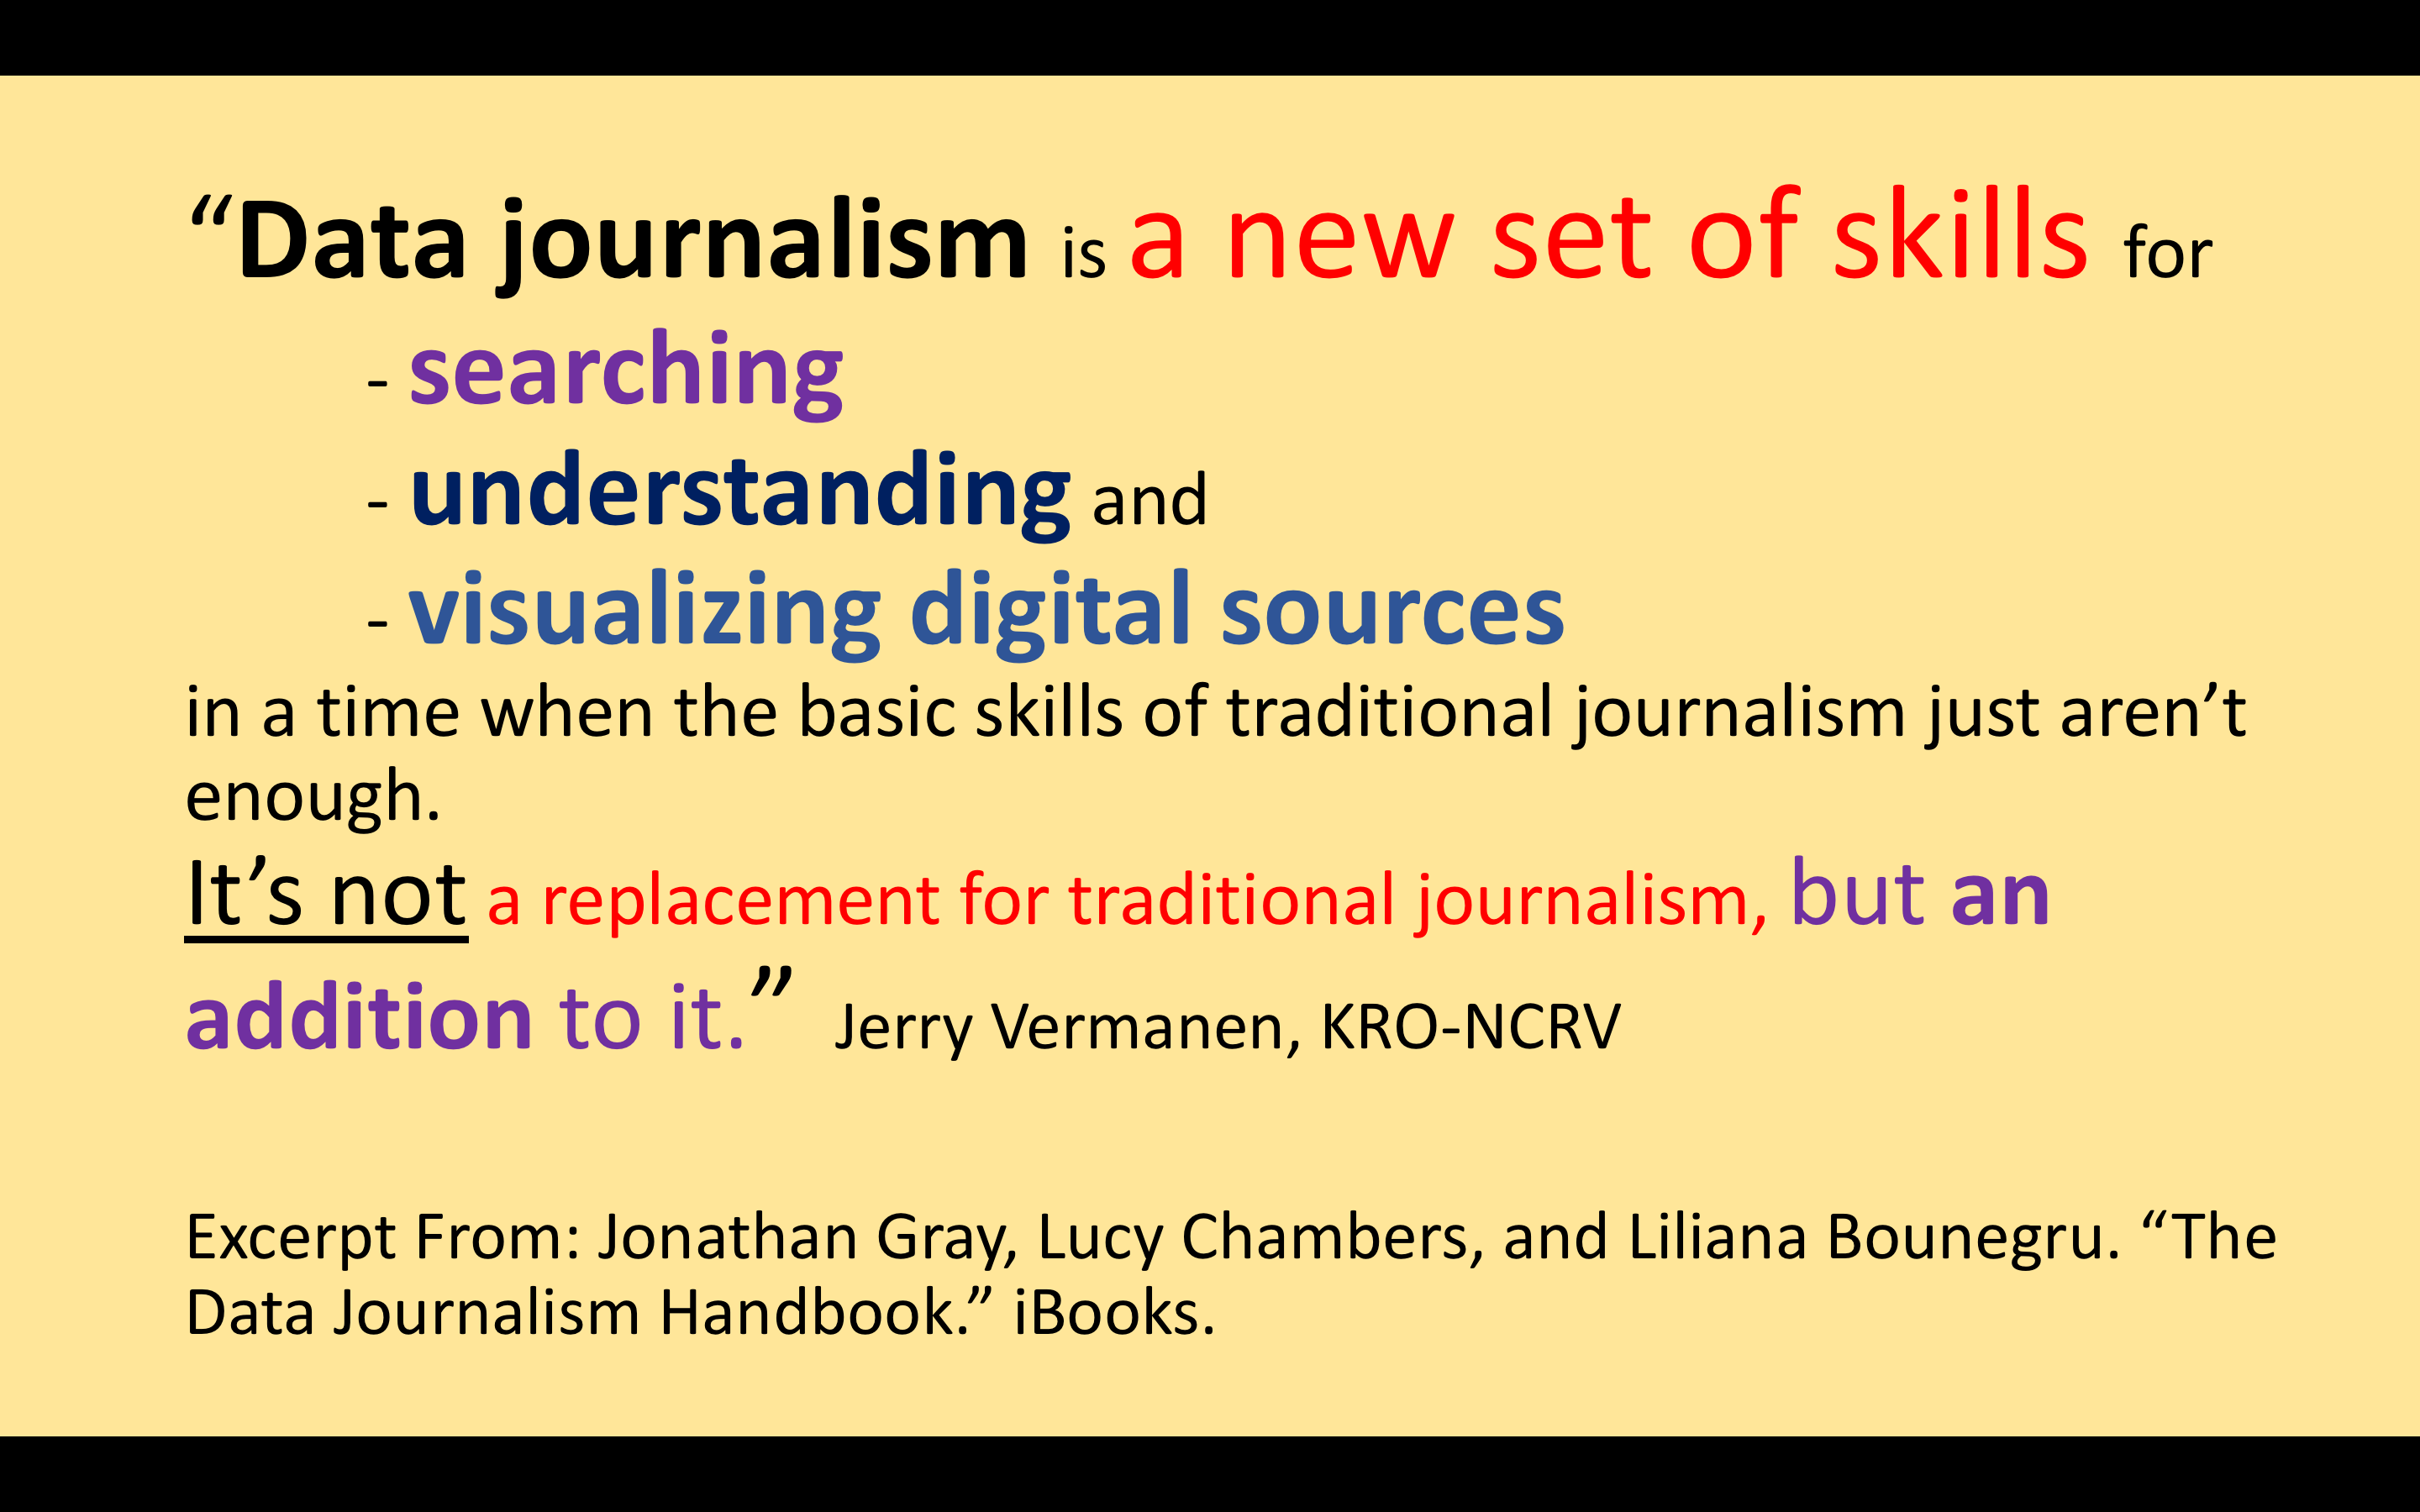 “Data journalism is a new set of skills for
- searching
- understanding and
- visualizing digital sources
in a time when the basic skills of traditional journalism just aren’t
enough.
It’s not a replacement for traditional journalism, but an
addition to it.” Jerry Vermanen, KRO-NCRV
Excerpt From: Jonathan Gray, Lucy Chambers, and Liliana Bounegru. “The
Data Journalism Handbook.” iBooks.